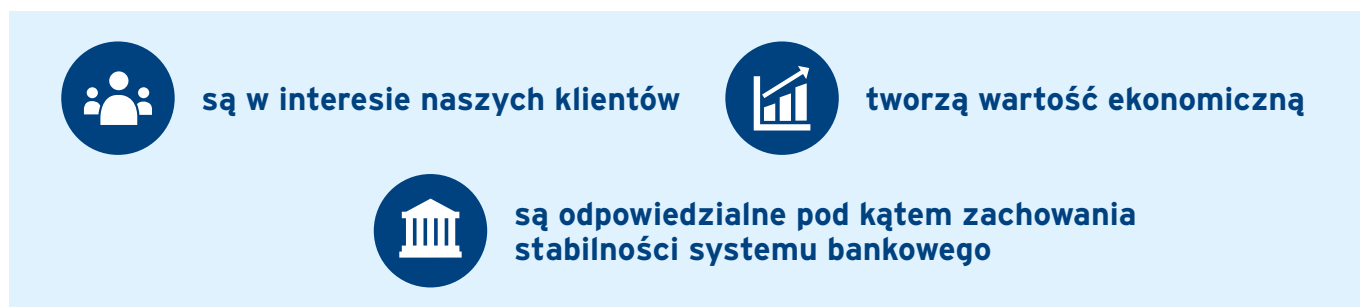 są w interesie naszych klientów
tworzą wartość ekonomiczną
są odpowiedzialne pod kątem zachowania
stabilności systemu bankowego